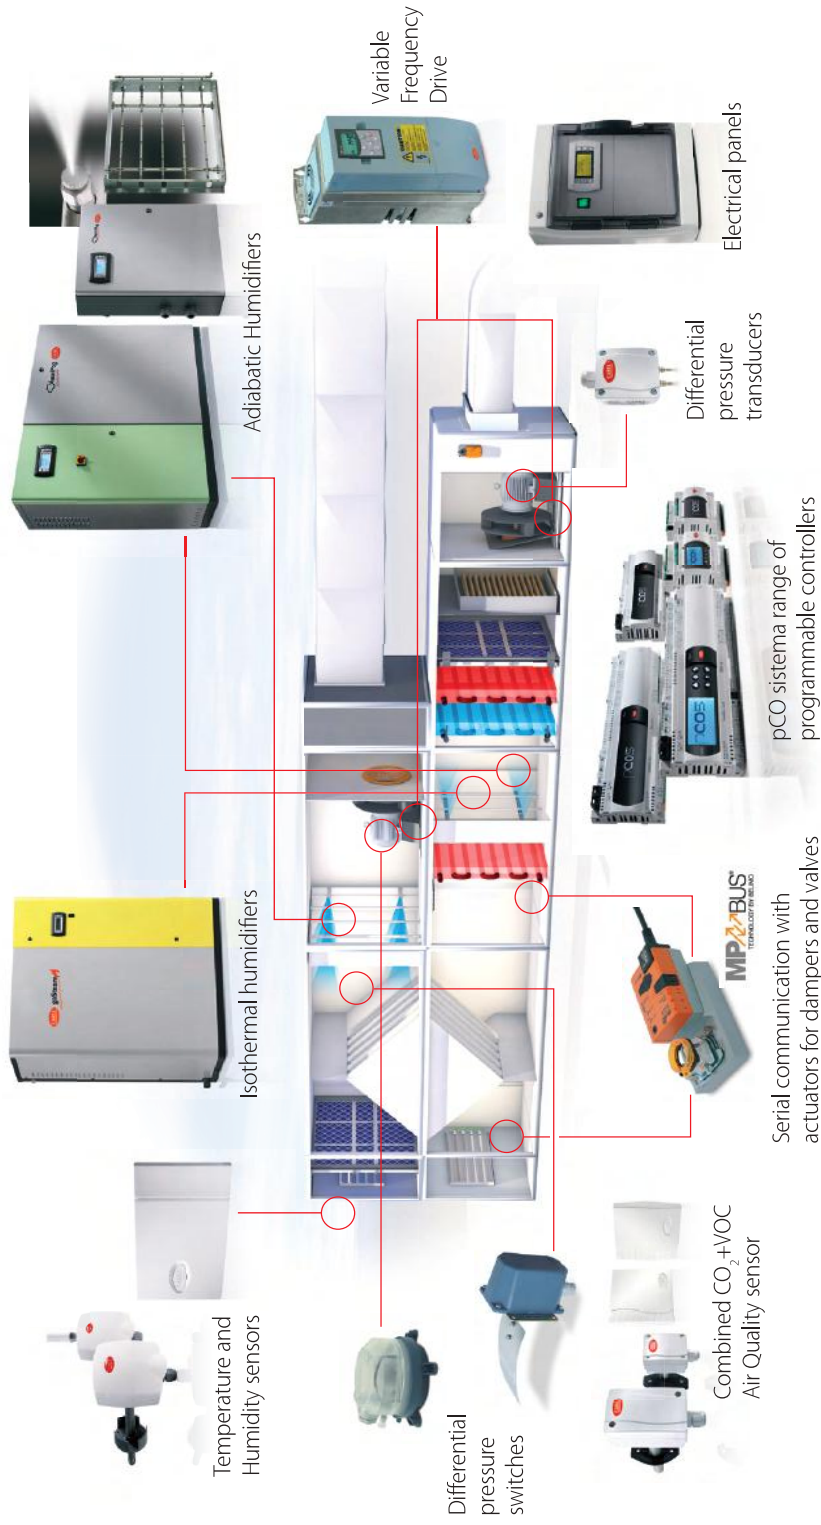 Temperature and
Humidity sensors
Isothermal humidifiers
Adiabatic Humidifiers
Variable
Frequency
Drive
Differential
pressure
switches
Electrical panels
Differential
pressure
transducers
Combined CO₂+VOC
Air Quality sensor
MP BUS®
TECHNOLOGY BY BELIMO
Serial communication with
actuators for dampers and valves
pCO sistema range of
programmable controllers